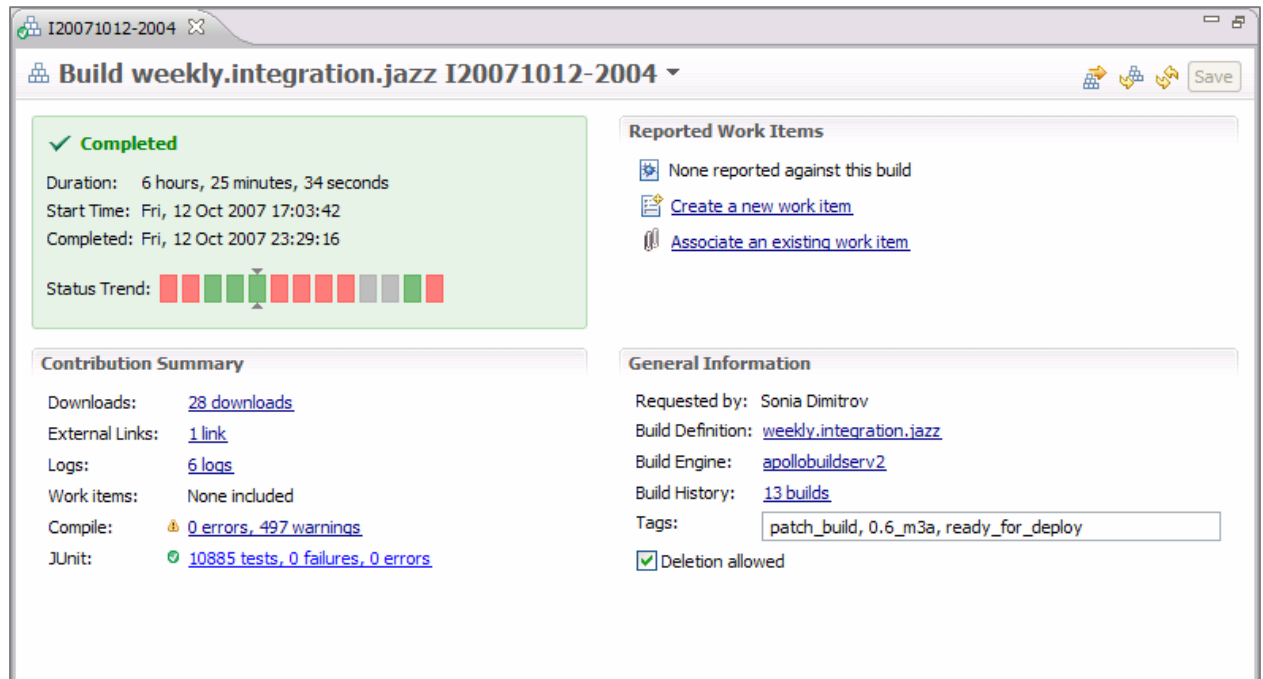 I20071012-2004
Build weekly.integration.jazz I20071012-2004
Save
Completed
Duration: 6 hours, 25 minutes, 34 seconds
Start Time: Fri, 12 Oct 2007 17:03:42
Completed: Fri, 12 Oct 2007 23:29:16
Status Trend:
Reported Work Items
None reported against this build
Create a new work item
Associate an existing work item
Contribution Summary
Downloads: 28 downloads
External Links: 1 link
Logs: 6 logs
Work items: None included
Compile: 0 errors, 497 warnings
JUnit: 10885 tests, 0 failures, 0 errors
General Information
Requested by: Sonia Dimitrov
Build Definition: weekly.integration.jazz
Build Engine: apollobuildserv2
Build History: 13 builds
Tags: patch_build, 0.6_m3a, ready_for_deploy
Deletion allowed